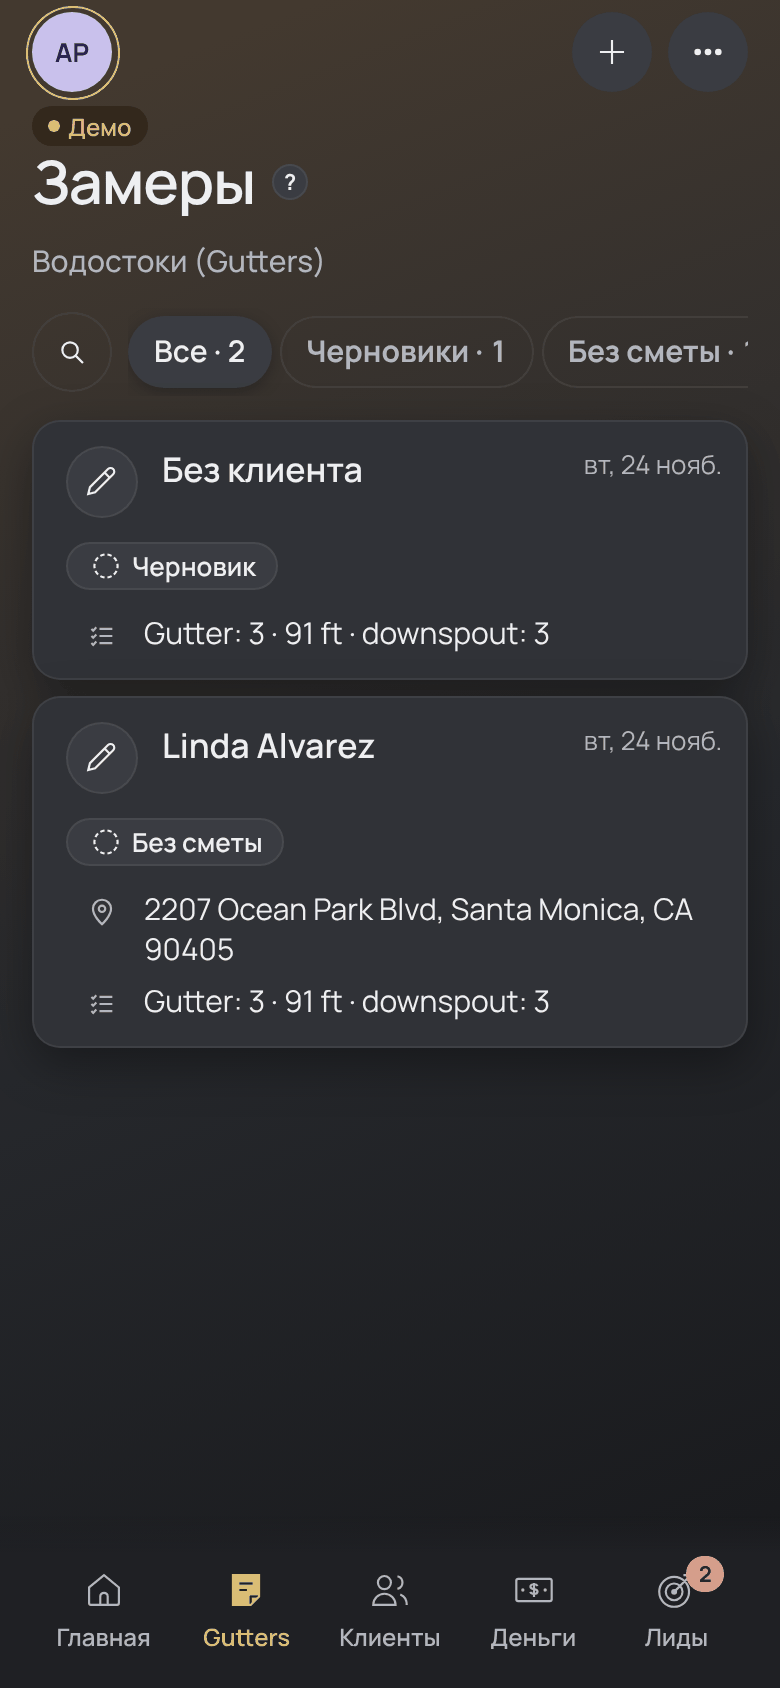 AP
Демо
Замеры ?
Водостоки (Gutters)
Все · 2 Черновики · 1 Без сметы ·
Без клиента вт, 24 нояб.
Черновик
Gutter: 3 · 91 ft · downspout: 3
Linda Alvarez вт, 24 нояб.
Без сметы
2207 Ocean Park Blvd, Santa Monica, CA
90405
Gutter: 3 · 91 ft · downspout: 3
2
Главная Gutters Клиенты Деньги Лиды